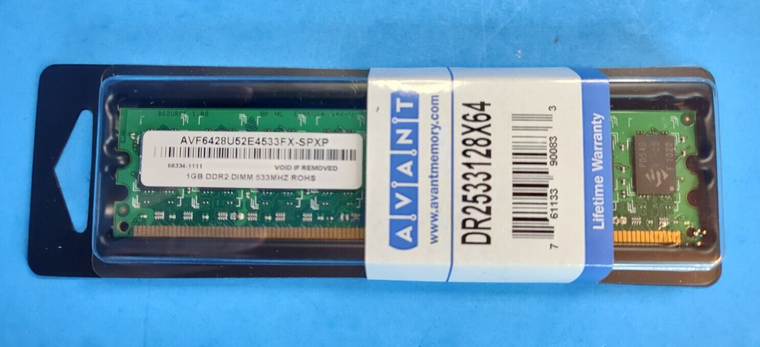 AVF6428U52E4533FX-SPXP
VOID IF REMOVED
1GB DDR2 DIMM 533MHZ ROHS
AVANT
www.avantmemory.com
DR2533128X64
7 61133 90083 3
Lifetime Warranty